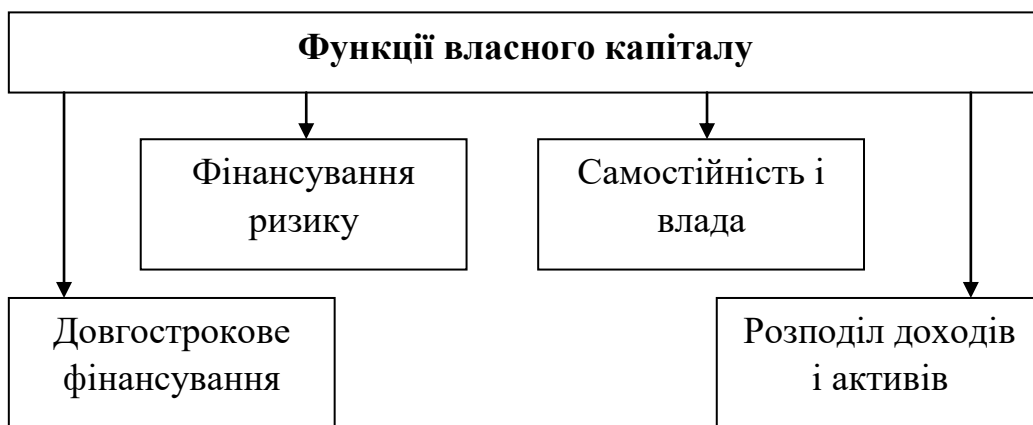 Функції власного капіталу
Фінансування
ризику
Самостійність і
влада
Довгострокове
фінансування
Розподіл доходів
і активів